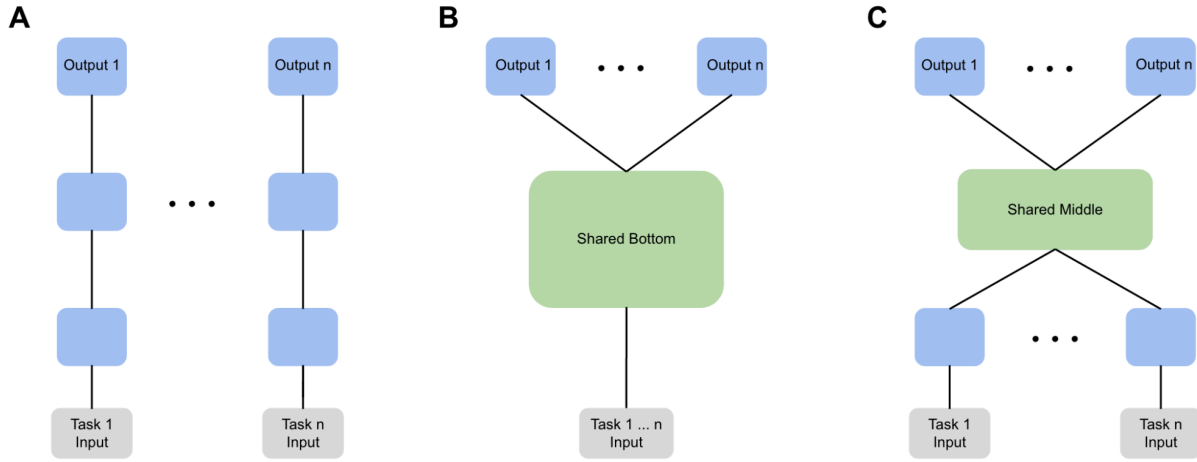 A
Output 1
Output n
Task 1
Input
Task n
Input
B
Output 1
Output n
Shared Bottom
Task 1 ... n
Input
C
Output 1
Output n
Shared Middle
Task 1
Input
Task n
Input